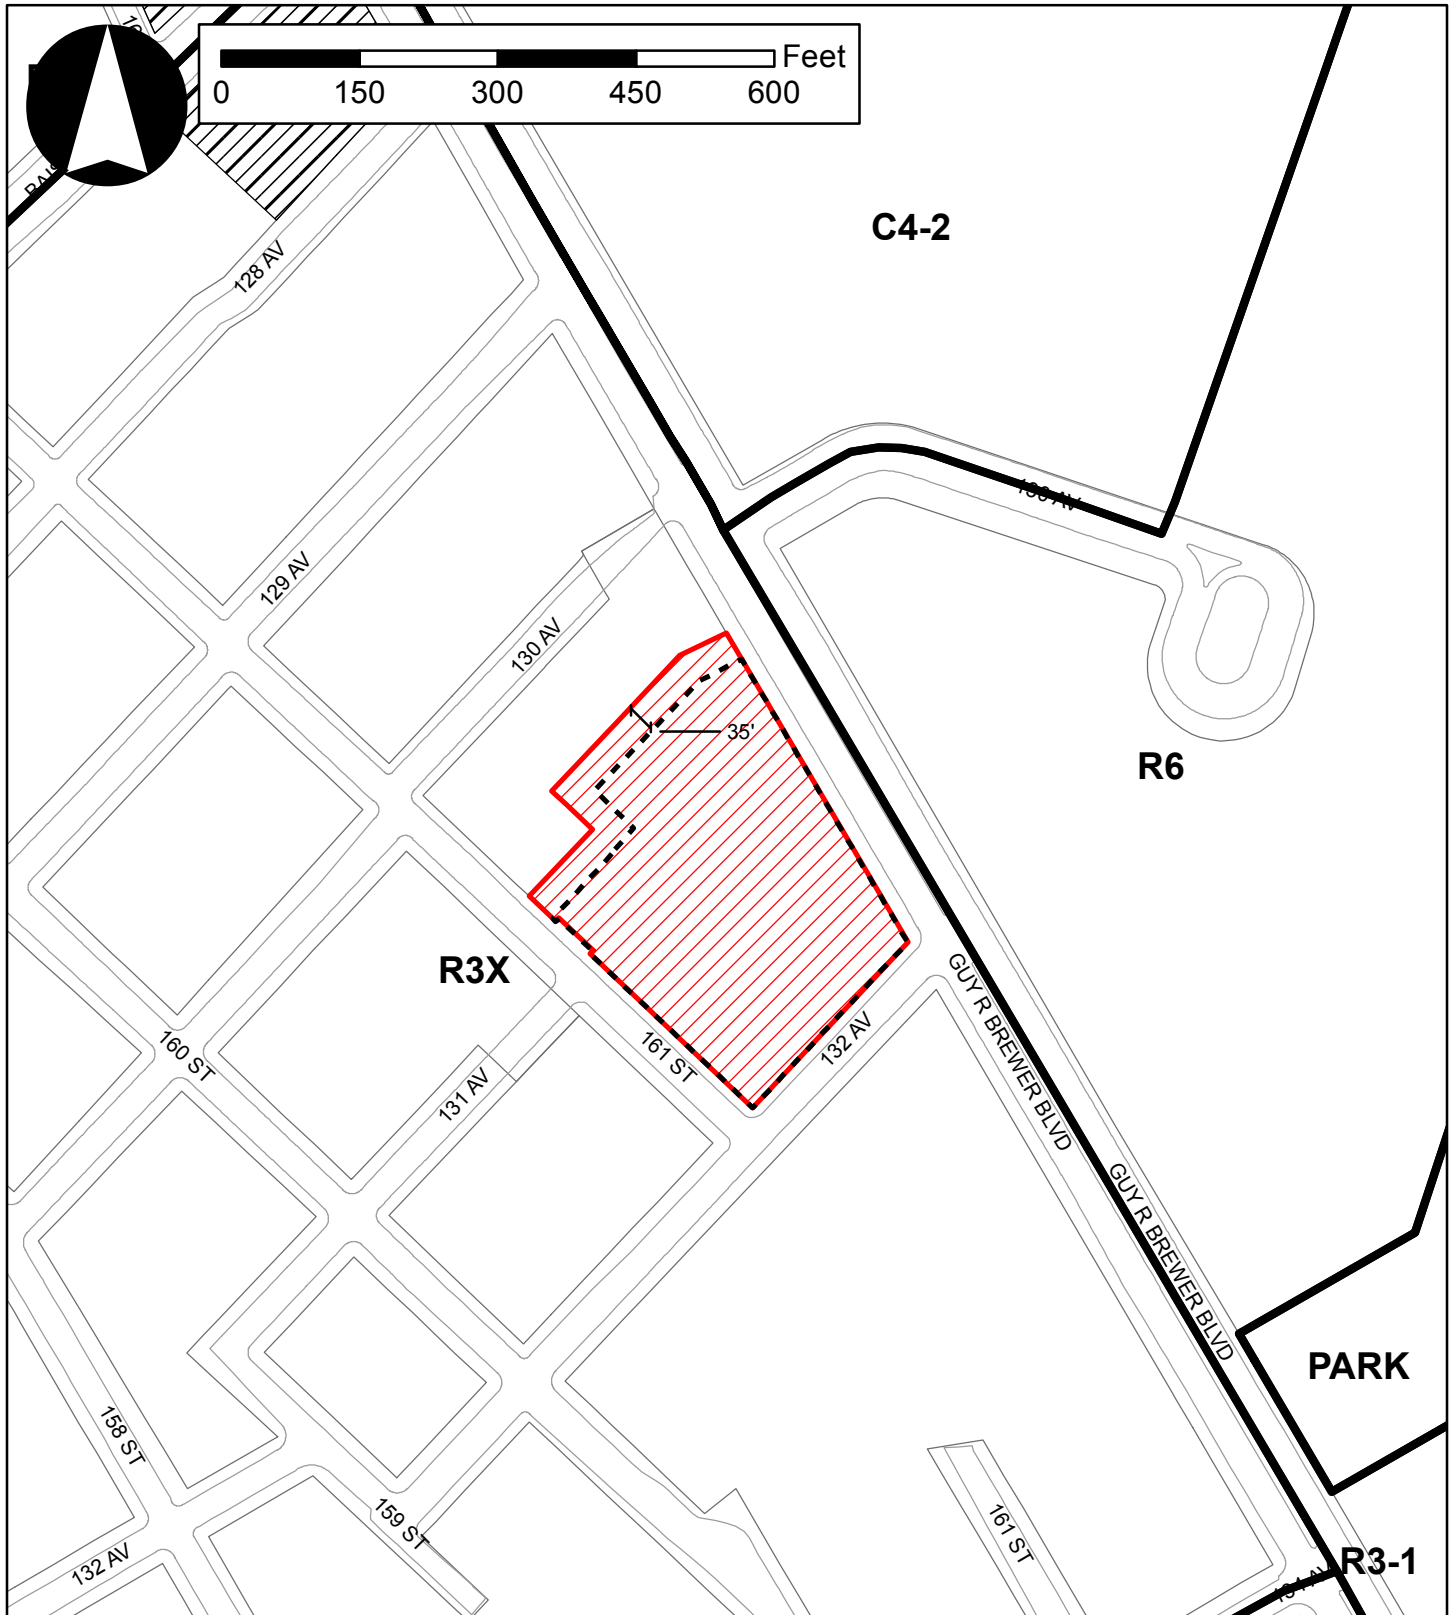 Feet
0 150 300 450 600
C4-2
128 AV
129 AV
130 AV
130 AV
35'
R6
R3X
160 ST
161 ST
132 AV
131 AV
GUY R BREWER BLVD
GUY R BREWER BLVD
PARK
158 ST
159 ST
161 ST
132 AV
R3-1